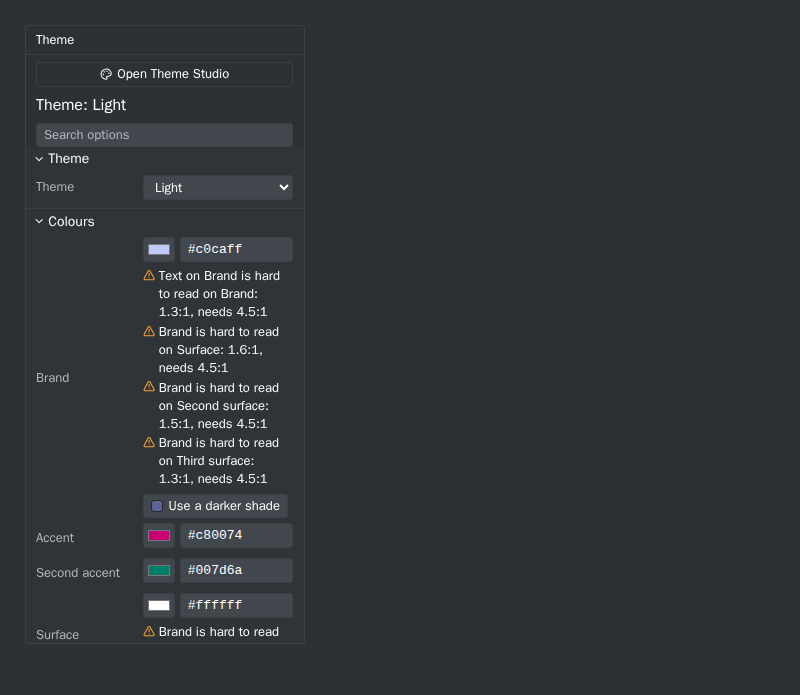 Theme
Open Theme Studio
Theme: Light
Search options
Theme
Theme
Light
Colours
Brand
#c0caff
Text on Brand is hard
to read on Brand:
1.3:1, needs 4.5:1
Brand is hard to read
on Surface: 1.6:1,
needs 4.5:1
Brand is hard to read
on Second surface:
1.5:1, needs 4.5:1
Brand is hard to read
on Third surface:
1.3:1, needs 4.5:1
Use a darker shade
Accent
#c80074
Second accent
#007d6a
Surface
#ffffff
Brand is hard to read